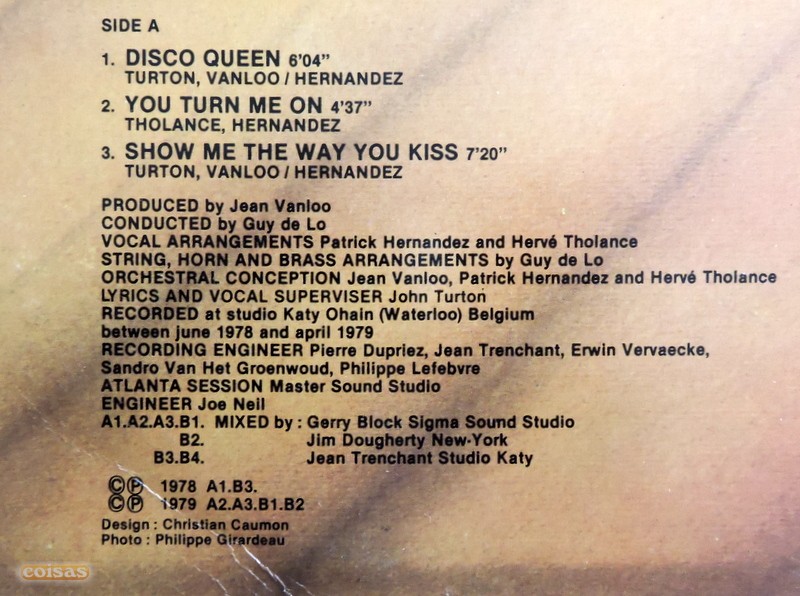 SIDE A
1. DISCO QUEEN 6'04"
TURTON, VANLOO / HERNANDEZ
2. YOU TURN ME ON 4'37"
THOLANCE, HERNANDEZ
3. SHOW ME THE WAY YOU KISS 7'20"
TURTON, VANLOO / HERNANDEZ
PRODUCED by Jean Vanloo
CONDUCTED by Guy de Lo
VOCAL ARRANGEMENTS Patrick Hernandez and Hervé Tholance
STRING, HORN AND BRASS ARRANGEMENTS by Guy de Lo
ORCHESTRAL CONCEPTION Jean Vanloo, Patrick Hernandez and Hervé Tholance
LYRICS AND VOCAL SUPERVISER John Turton
RECORDED at studio Katy Ohain (Waterloo) Belgium
between june 1978 and april 1979
RECORDING ENGINEER Pierre Dupriez, Jean Trenchant, Erwin Vervaecke,
Sandro Van Het Groenwoud, Philippe Lefebvre
ATLANTA SESSION Master Sound Studio
ENGINEER Joe Neil
A1.A2.A3.B1. MIXED by : Gerry Block Sigma Sound Studio
B2. Jim Dougherty New-York
B3.B4. Jean Trenchant Studio Katy
©℗ 1978 A1.B3.
©℗ 1979 A2.A3.B1.B2
Design : Christian Caumon
Photo : Philippe Girardeau
coisas